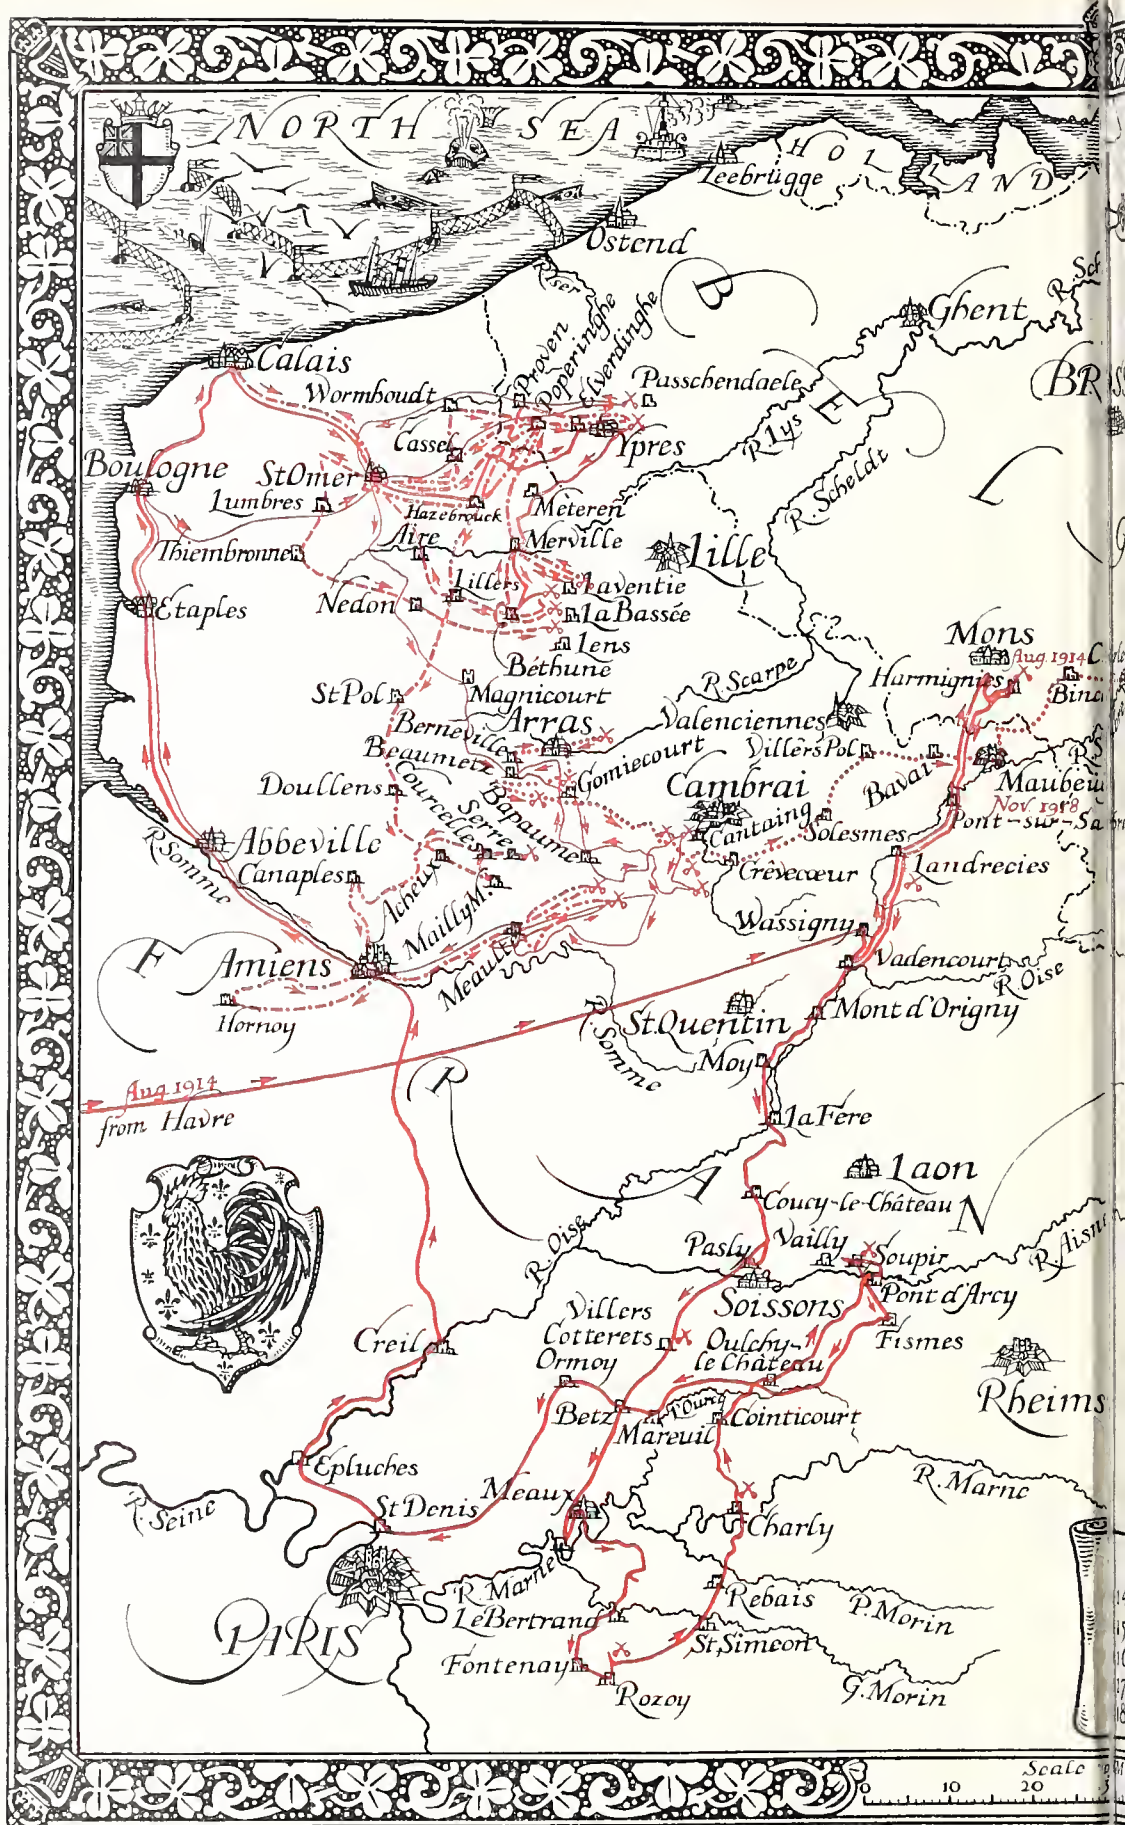 NORTH SEA
HOLLAND
Zeebrügge
Ostend
R. Iser
B E L
Ghent
Calais
Proven
Poperinghe
Elverdinghe
Passchendaele
Wormhoudt
Cassel
Ypres
R. Lys
R. Scheldt
Boulogne
St Omer
Lumbres
Hazebrouck
Meteren
Aire
Merville
Thiembronne
Lille
Lillers
Laventie
Nedon
La Bassée
Etaples
Lens
Béthune
Mons
Aug. 1914
Harmignies
R. Scarpe
St Pol
Magnicourt
Arras
Valenciennes
Berneville
Villers Pol
Beaumetz
Gomiecourt
Bavai
Doullens
Courcelles
Serre
Bapaume
Cambrai
Cantaing
Nov. 1918
Solesmes
Abbeville
R. Somme
Canaples
Acheux
Mailly M.
Crêvecœur
Landrecies
Wassigny
F R A N
Amiens
Meaulte
Vadencourt
R. Oise
Hornoy
R. Somme
St. Quentin
Mont d'Origny
Moy
Aug. 1914
from Havre
La Fere
Laon
Coucy-le-Château
Pasly
Vailly
Soupir
R. Aisne
R. Oise
Soissons
Pont d'Arcy
Villers
Cotterets
Creil
Oulchy-
le Château
Fismes
Ormoy
Rheims
Betz
l'Ourcq
Mareuil
Cointicourt
Epluches
R. Marne
R. Seine
St Denis
Meaux
Charly
R. Marne
Rebais
P. Morin
Le Bertrand
PARIS
St. Simeon
Fontenay
Rozoy
G. Morin
Scale
0 10 20